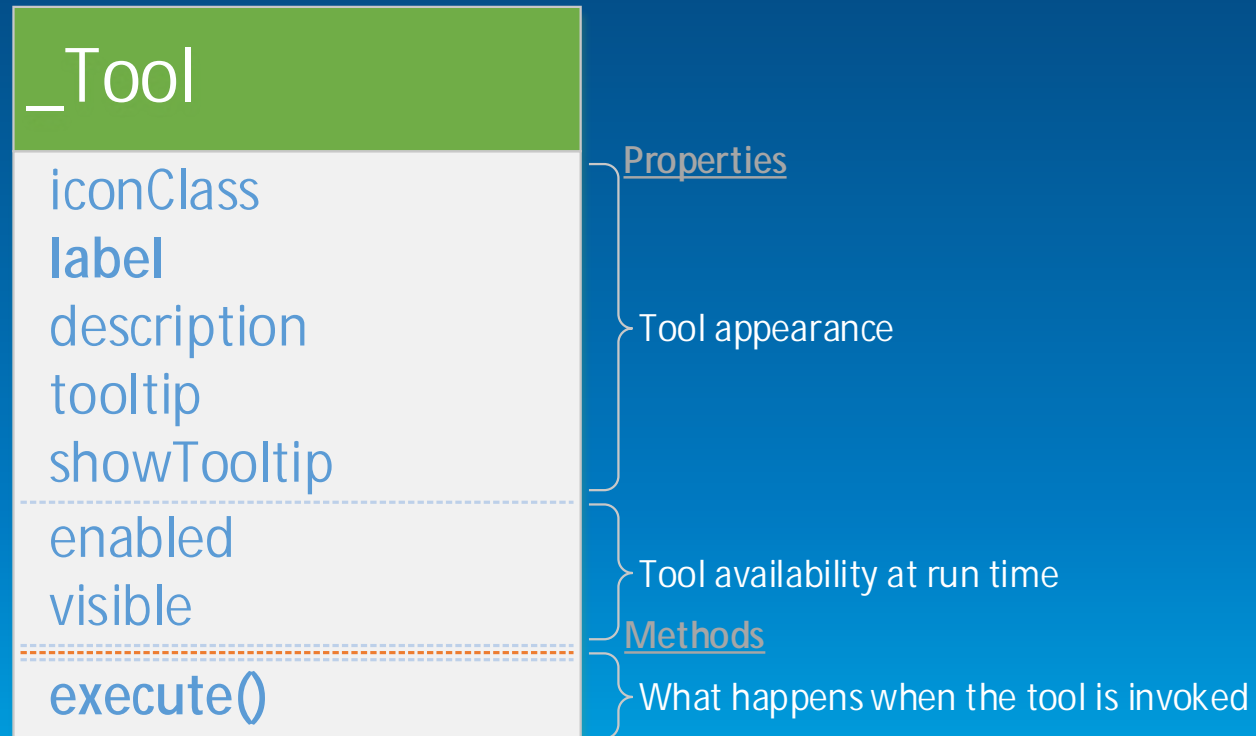 _Tool
Properties
iconClass
label
description
tooltip
showTooltip
Tool appearance
enabled
visible
Tool availability at run time
Methods
execute()
What happens when the tool is invoked